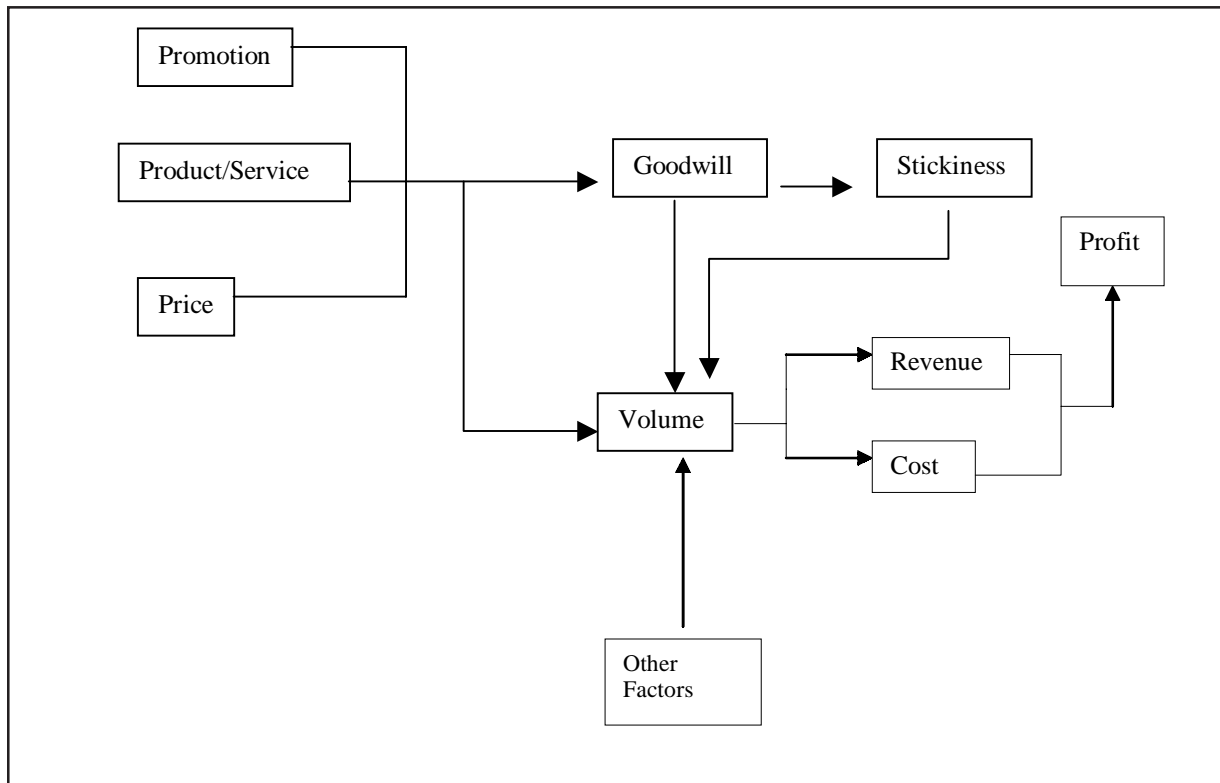 Promotion
Product/Service
Goodwill
Stickiness
Profit
Price
Revenue
Volume
Cost
Other
Factors